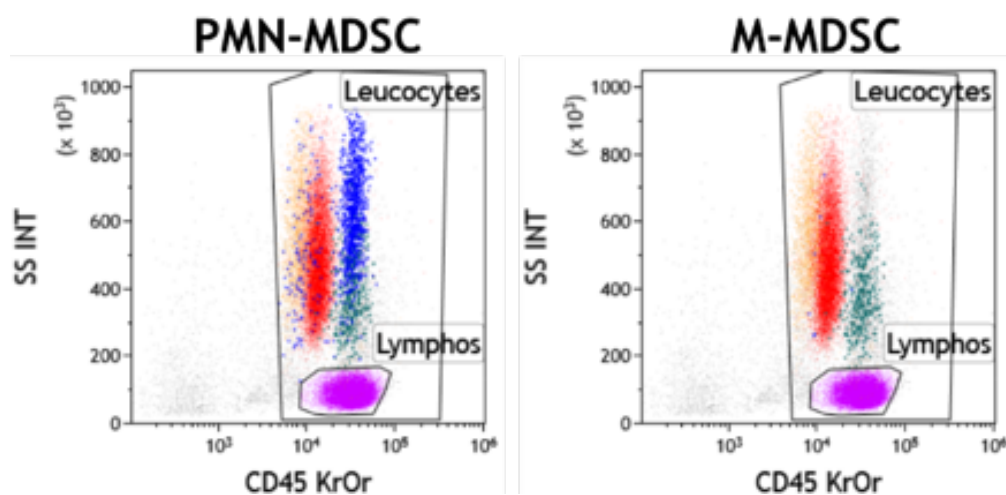 PMN-MDSC
M-MDSC
Leucocytes
Lymphos
SS INT
(x 10³)
1000
800
600
400
200
0
10³
10⁴
10⁵
10⁶
CD45 KrOr
Leucocytes
Lymphos
SS INT
(x 10³)
1000
800
600
400
200
0
10³
10⁴
10⁵
10⁶
CD45 KrOr